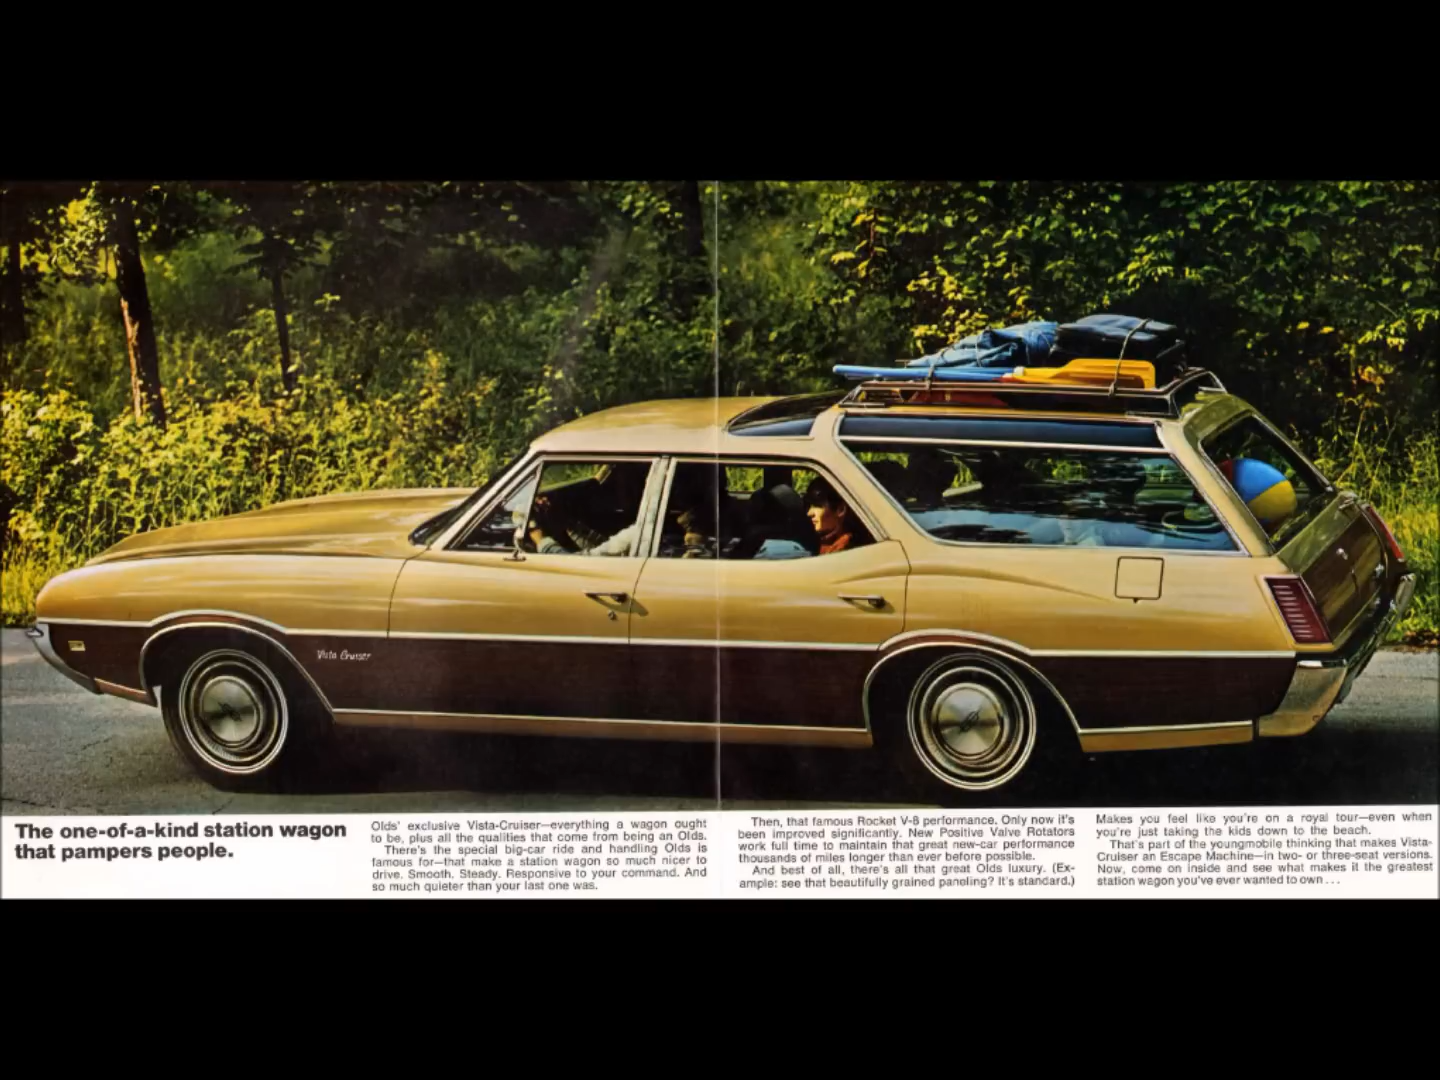 Vista Cruiser
The one-of-a-kind station wagon
that pampers people.
Olds' exclusive Vista-Cruiser—everything a wagon ought
to be, plus all the qualities that come from being an Olds.
There's the special big-car ride and handling Olds is
famous for—that make a station wagon so much nicer to
drive. Smooth. Steady. Responsive to your command. And
so much quieter than your last one was.
Then, that famous Rocket V-8 performance. Only now it's
been improved significantly. New Positive Valve Rotators
work full time to maintain that great new-car performance
thousands of miles longer than ever before possible.
And best of all, there's all that great Olds luxury. (Ex-
ample: see that beautifully grained paneling? It's standard.)
Makes you feel like you're on a royal tour—even when
you're just taking the kids down to the beach.
That's part of the youngmobile thinking that makes Vista-
Cruiser an Escape Machine—in two- or three-seat versions.
Now, come on inside and see what makes it the greatest
station wagon you've ever wanted to own...